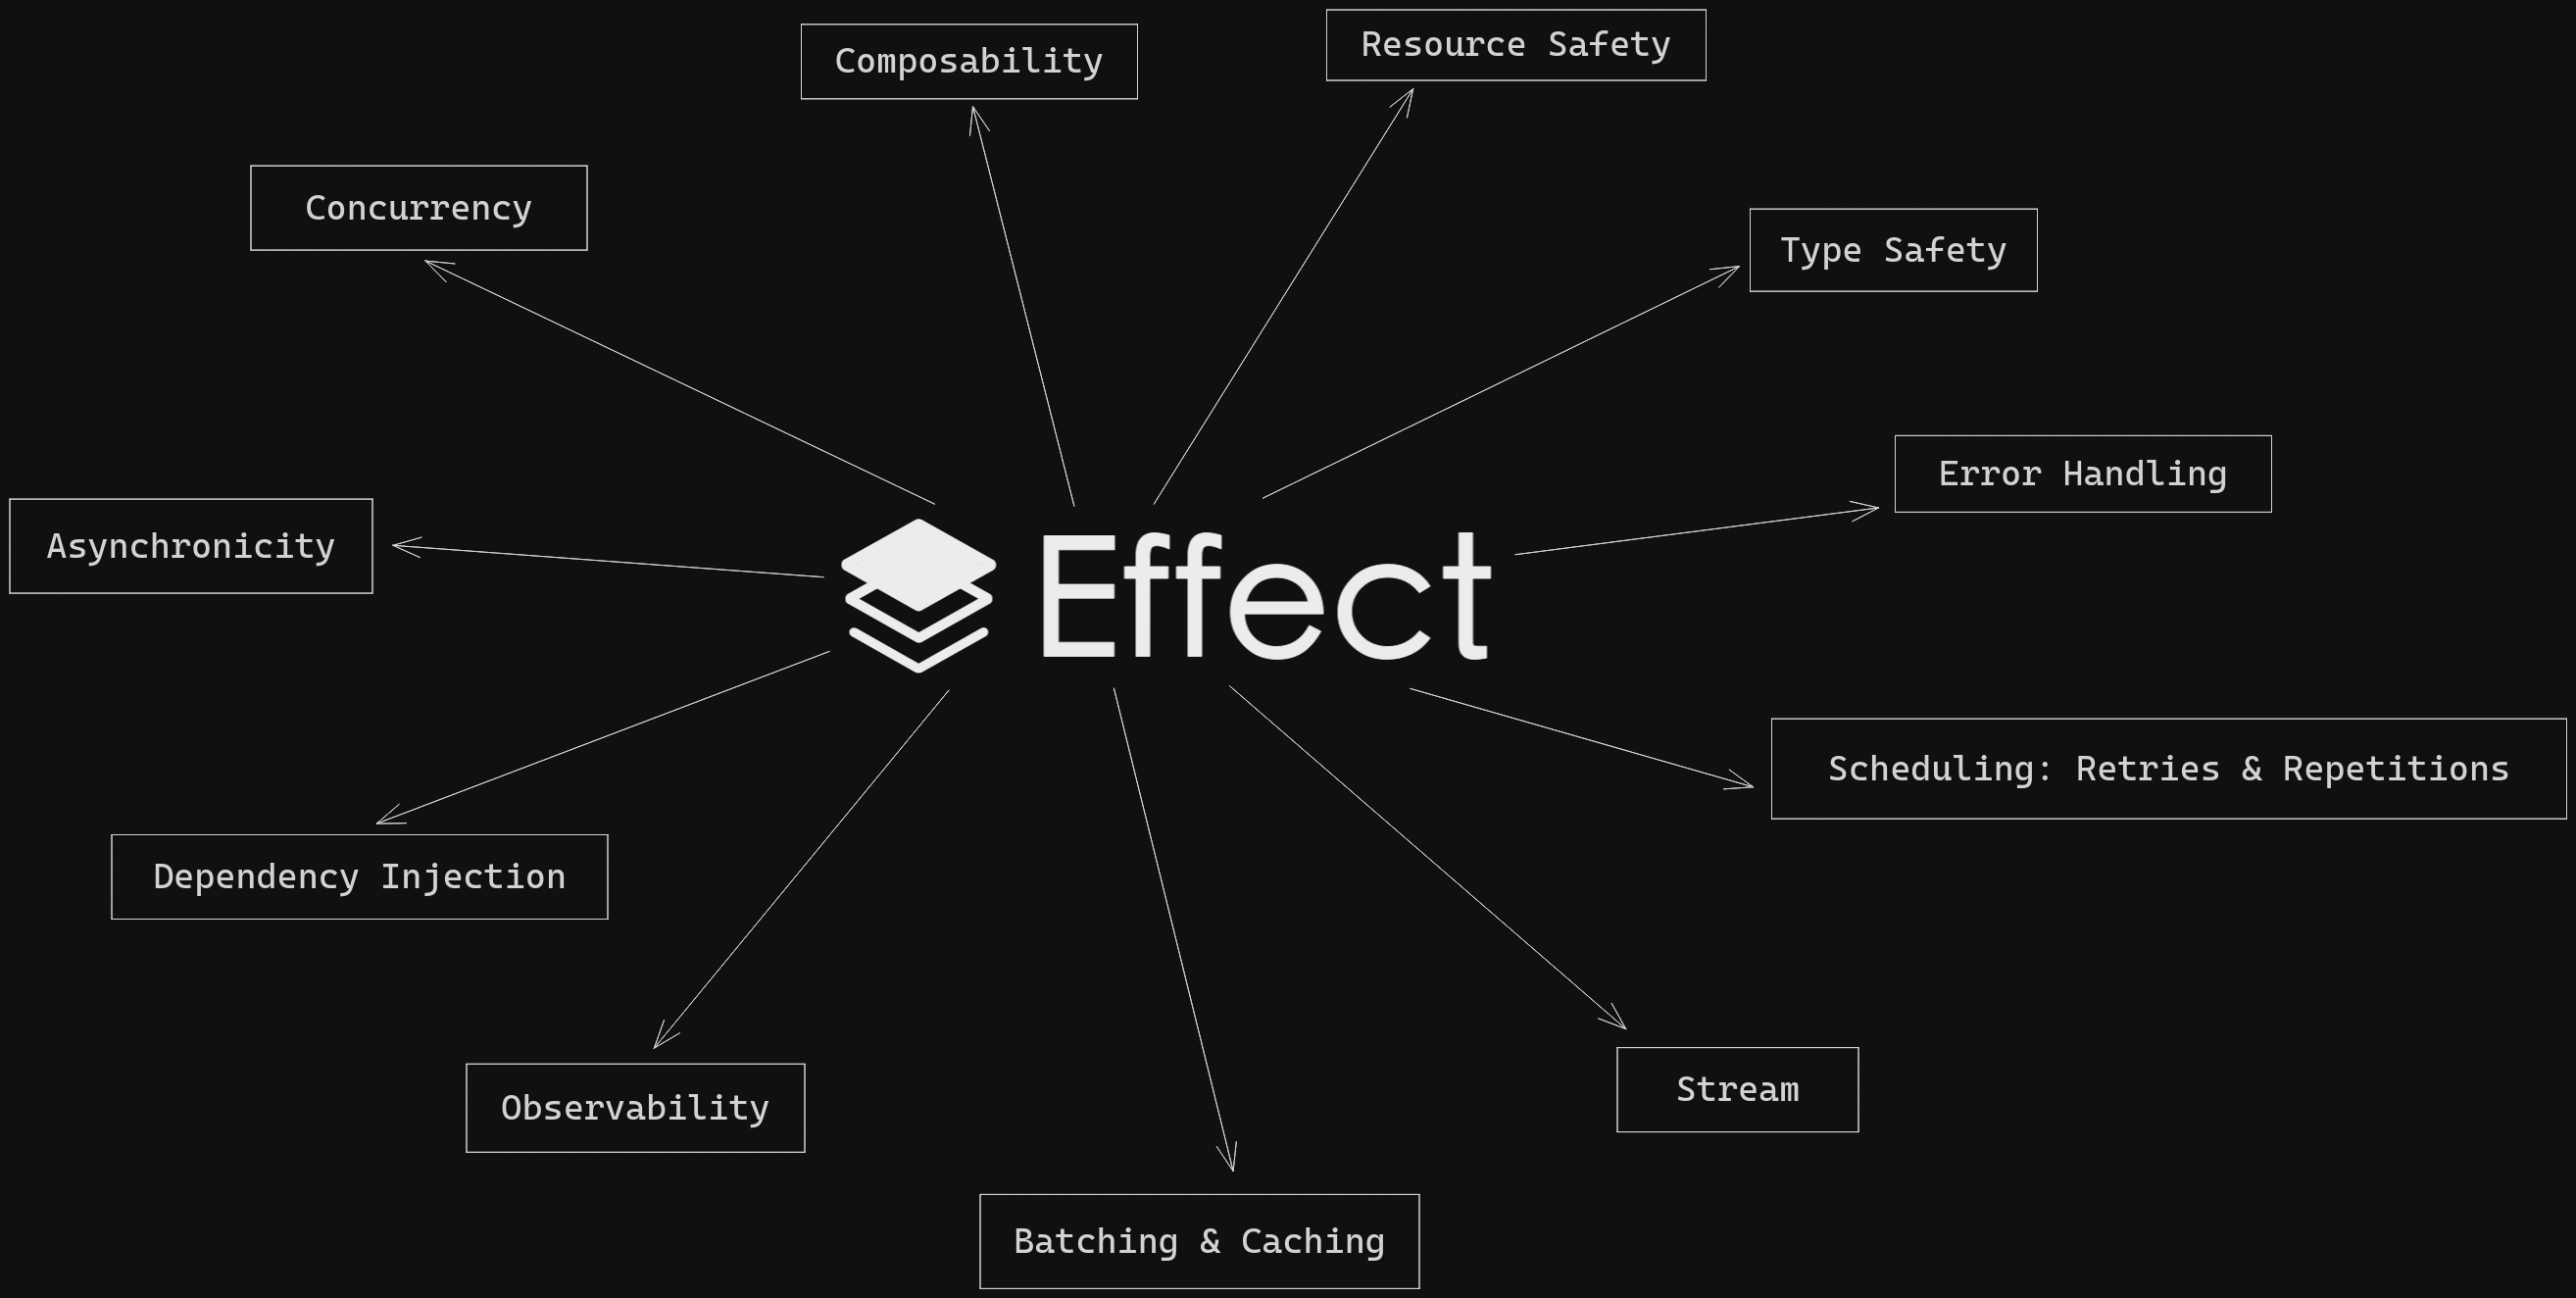 Resource Safety
Composability
Concurrency
Type Safety
Error Handling
Asynchronicity
Effect
Scheduling: Retries & Repetitions
Dependency Injection
Stream
Observability
Batching & Caching